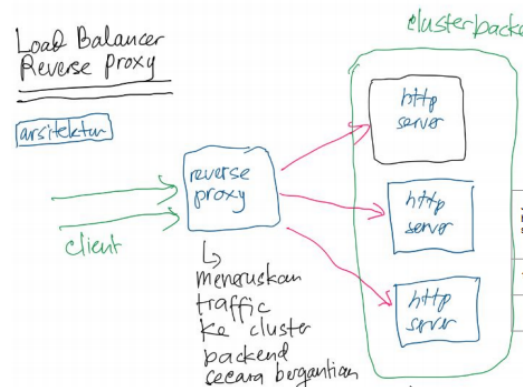 Load Balancer
Reverse proxy
arsitektur
client
reverse
proxy
meneruskan
traffic
ke cluster
backend
secara bergantian
http
server
http
server
http
server